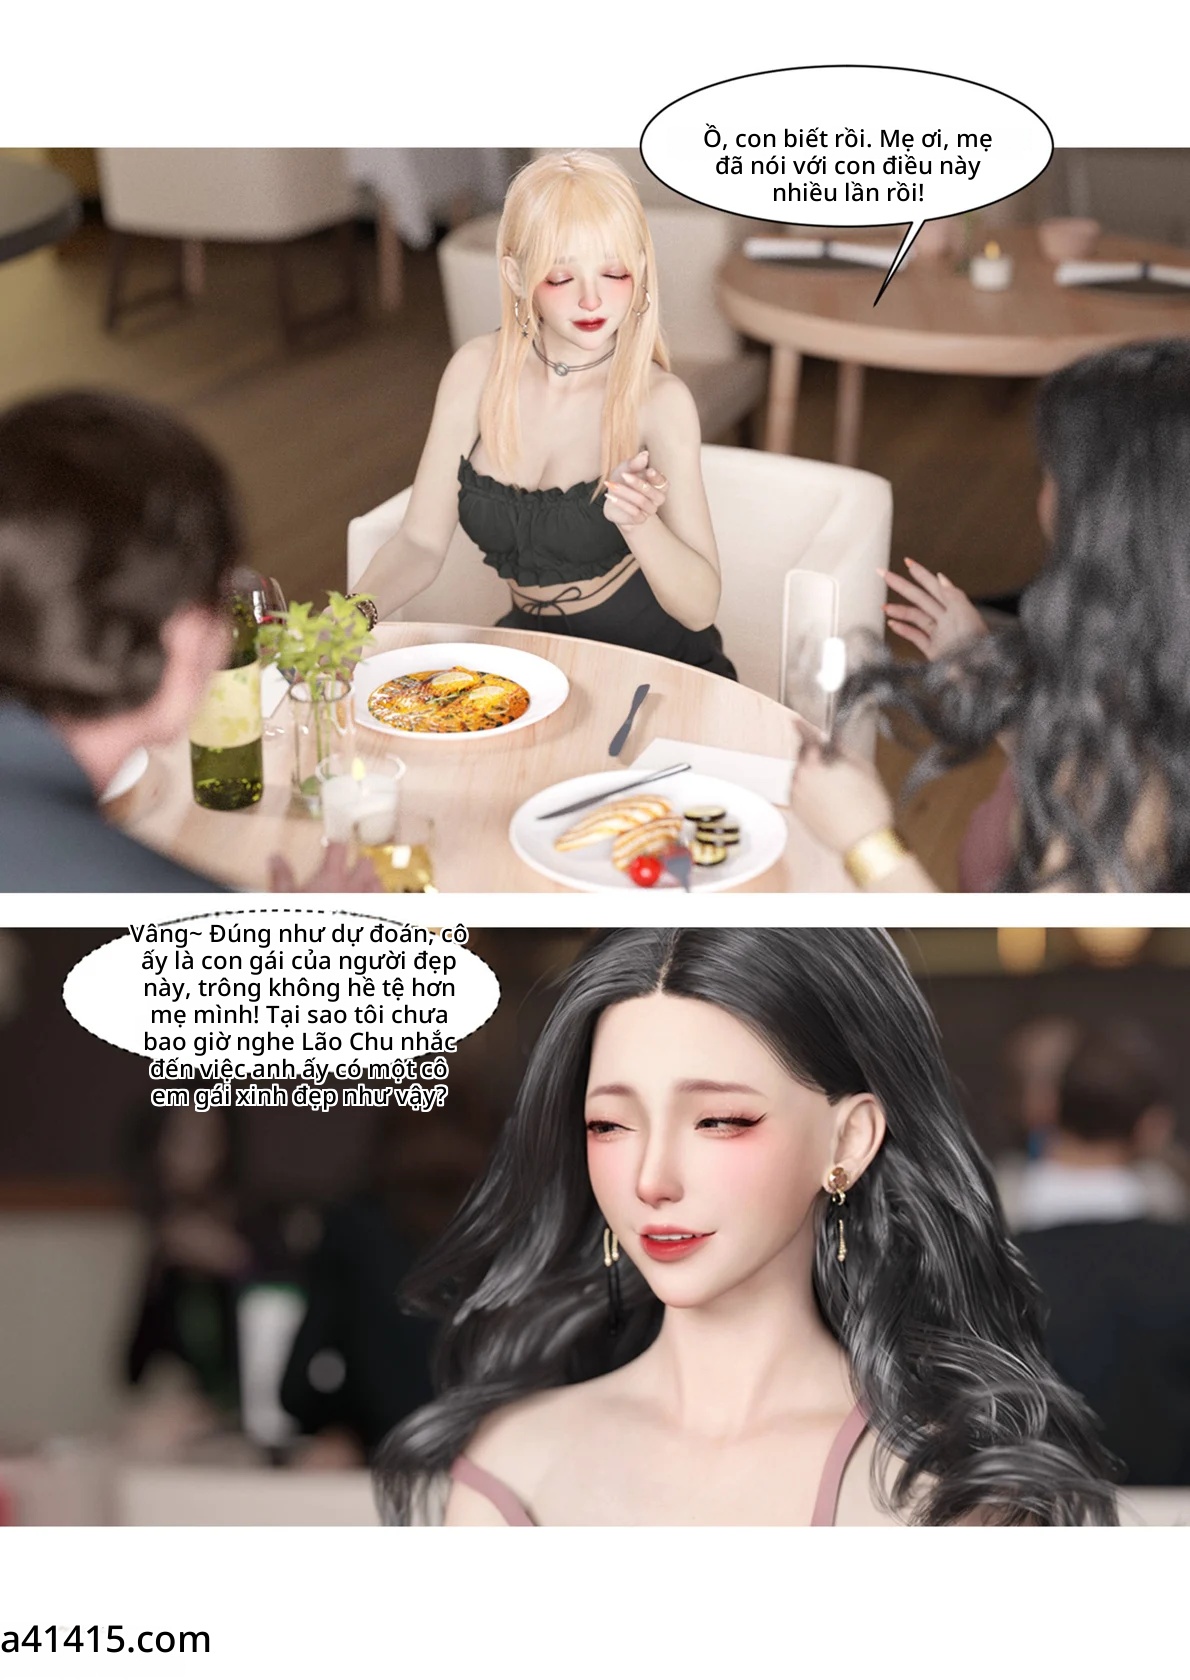 Ồ, con biết rồi. Mẹ ơi, mẹ
đã nói với con điều này
nhiều lần rồi!
Vâng~ Đúng như dự đoán, cô
ấy là con gái của người đẹp
này, trông không hề tệ hơn
mẹ mình! Tại sao tôi chưa
bao giờ nghe Lão Chu nhắc
đến việc anh ấy có một cô
em gái xinh đẹp như vậy?
a41415.com